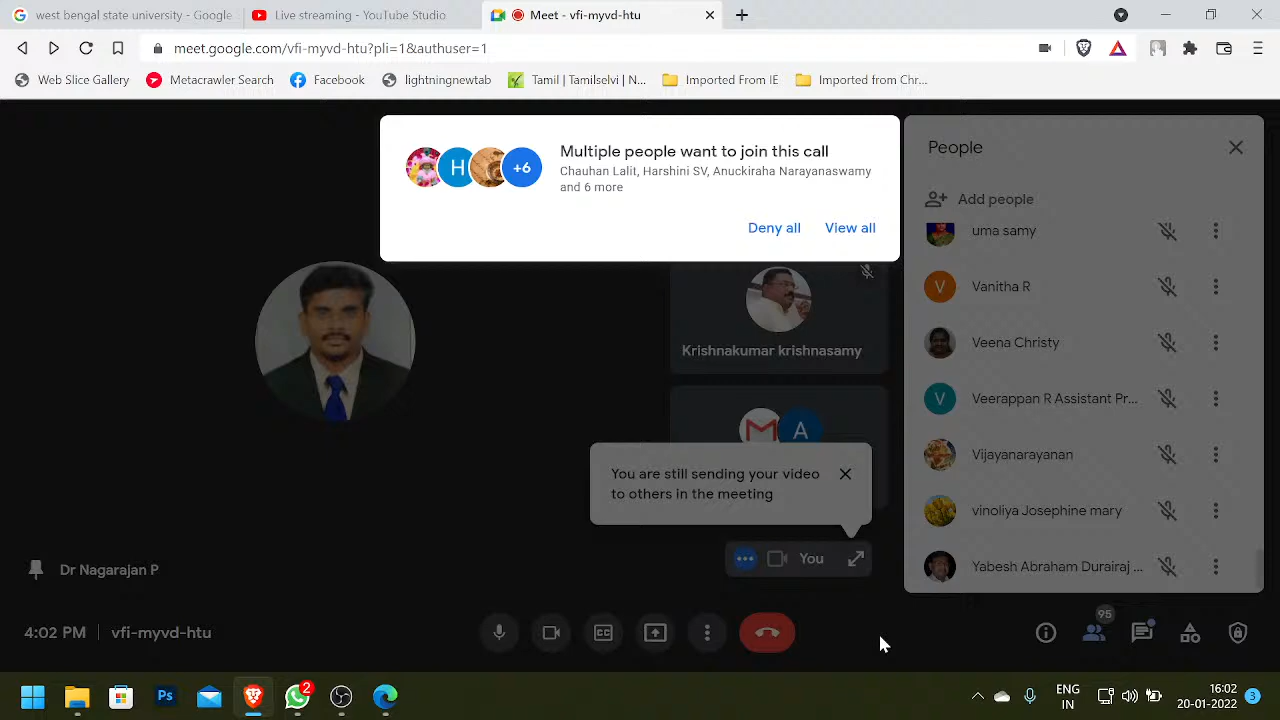 west bengal state university - Google
Live streaming - YouTube Studio
Meet - vfi-myvd-htu
meet.google.com/vfi-myvd-htu?pli=1&authuser=1
Web Slice Gallery
Metacrawler Search
Facebook
lightningnewtab
Tamil | Tamilselvi | N...
Imported From IE
Imported from Chr...
H
+6
Multiple people want to join this call
Chauhan Lalit, Harshini SV, Anuckiraha Narayanaswamy
and 6 more
Deny all
View all
Krishnakumar krishnasamy
A
You are still sending your video
to others in the meeting
You
Dr Nagarajan P
People
Add people
uma samy
V
Vanitha R
Veena Christy
V
Veerappan R Assistant Pr...
Vijayanarayanan
vinoliya Josephine mary
Yabesh Abraham Durairaj ...
4:02 PM
vfi-myvd-htu
CC
95
Ps
2
ENG
IN
16:02
20-01-2022
3